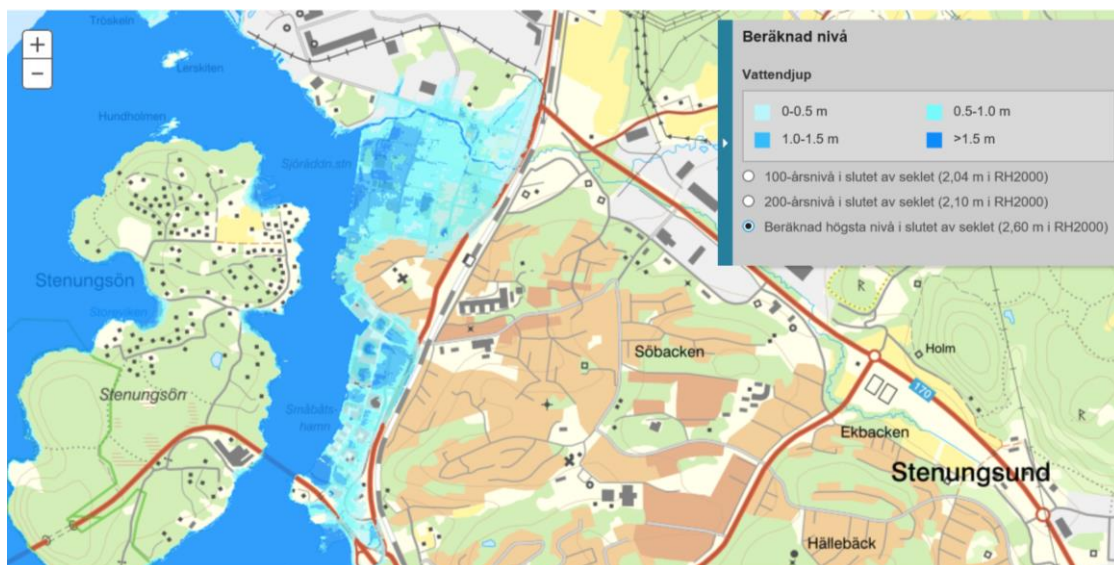 Tröskeln
Lerskiten
Hundholmen
Sjöräddn.stn
Stenungsön
Storeviken
Stenungsön
Småbåts-
hamn
Söbacken
Holm
170
Ekbacken
Stenungsund
Hällebäck
R
R
+
−
Beräknad nivå
Vattendjup
0-0.5 m
0.5-1.0 m
1.0-1.5 m
>1.5 m
100-årsnivå i slutet av seklet (2,04 m i RH2000)
200-årsnivå i slutet av seklet (2,10 m i RH2000)
Beräknad högsta nivå i slutet av seklet (2,60 m i RH2000)